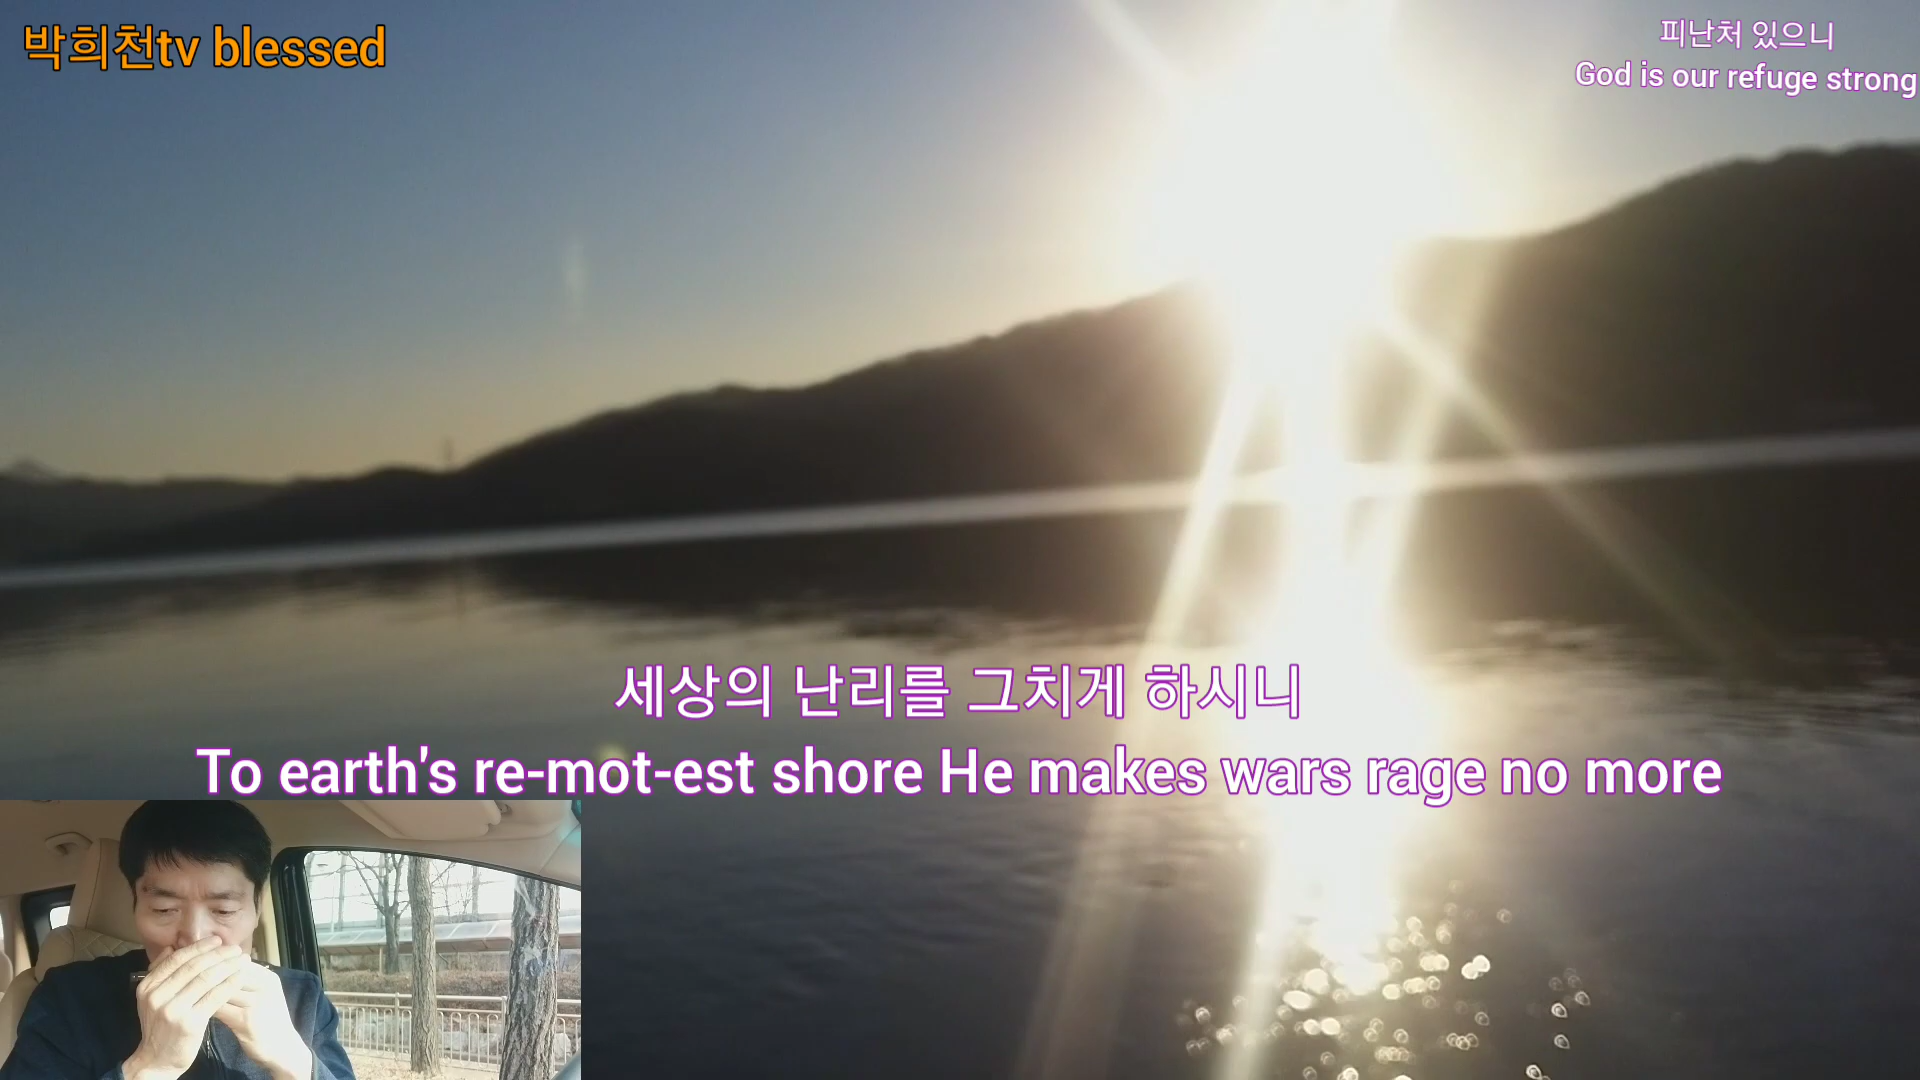 박희천tv blessed
피난처 있으니
God is our refuge strong
세상의 난리를 그치게 하시니
To earth's re-mot-est shore He makes wars rage no more